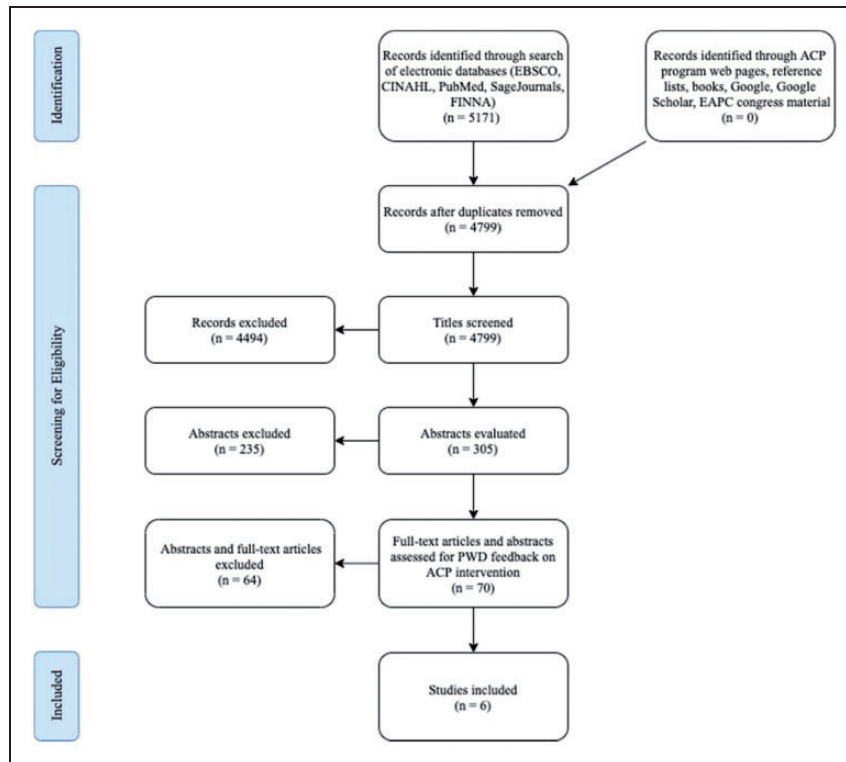 Identification
Records identified through search
of electronic databases (EBSCO,
CINAHL, PubMed, SageJournals,
FINNA)
(n = 5171)
Records identified through ACP
program web pages, reference
lists, books, Google, Google
Scholar, EAPC congress material
(n = 0)
Screening for Eligibility
Records after duplicates removed
(n = 4799)
Records excluded
(n = 4494)
Titles screened
(n = 4799)
Abstracts excluded
(n = 235)
Abstracts evaluated
(n = 305)
Abstracts and full-text articles
excluded
(n = 64)
Full-text articles and abstracts
assessed for PWD feedback on
ACP intervention
(n = 70)
Included
Studies included
(n = 6)